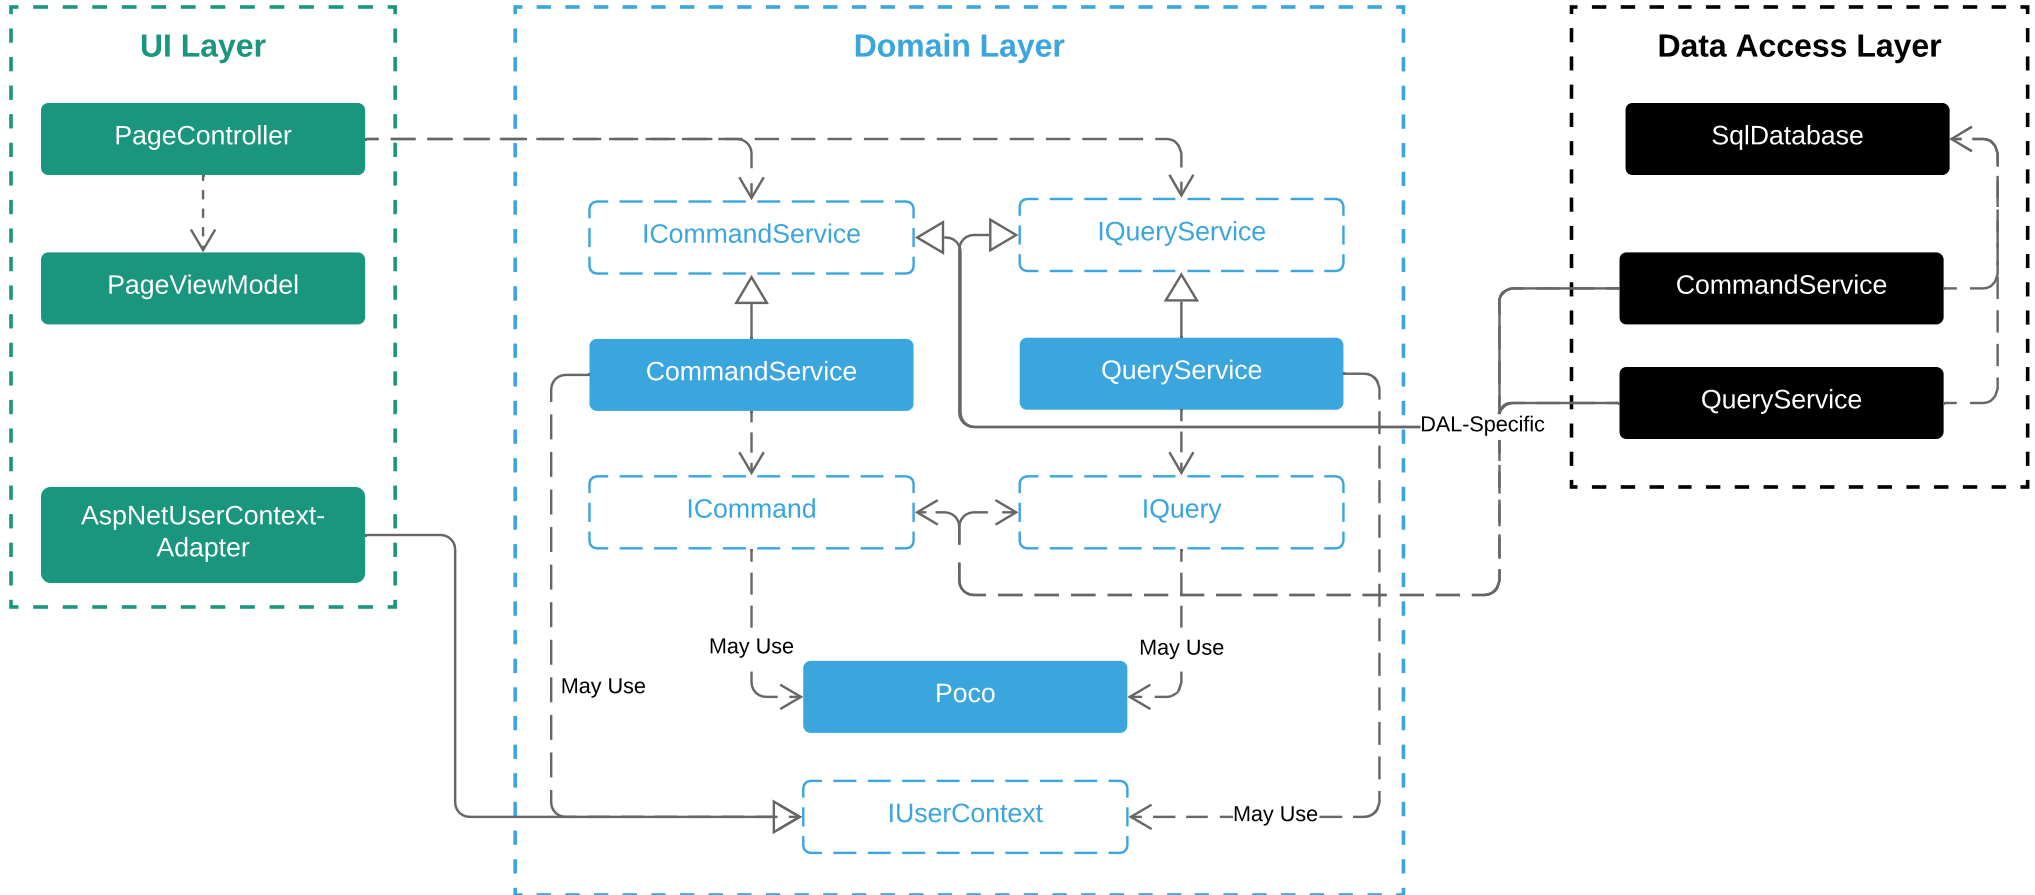 UI Layer
PageController
PageViewModel
AspNetUserContext-
Adapter
Domain Layer
ICommandService
IQueryService
CommandService
QueryService
ICommand
IQuery
May Use
May Use
May Use
Poco
IUserContext
May Use
DAL-Specific
Data Access Layer
SqlDatabase
CommandService
QueryService